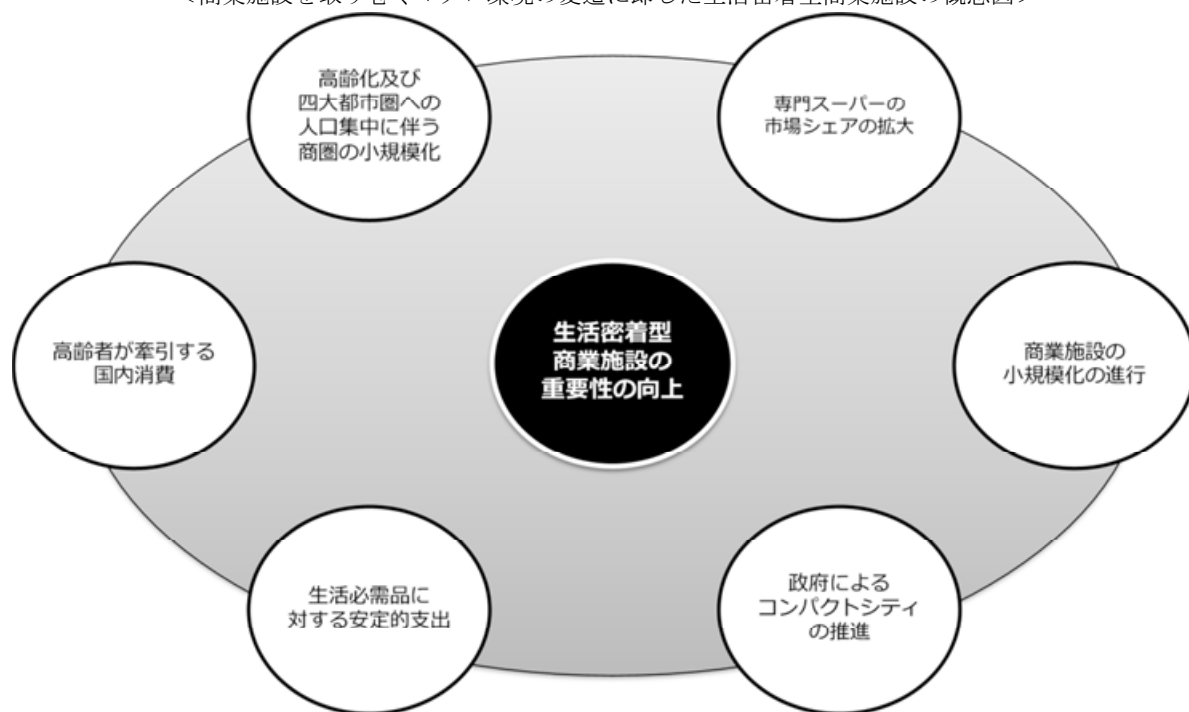 高齢化及び
四大都市圏への
人口集中に伴う
商圏の小規模化
専門スーパーの
市場シェアの拡大
高齢者が牽引する
国内消費
生活密着型
商業施設の
重要性の向上
商業施設の
小規模化の進行
生活必需品に
対する安定的支出
政府による
コンパクトシティ
の推進